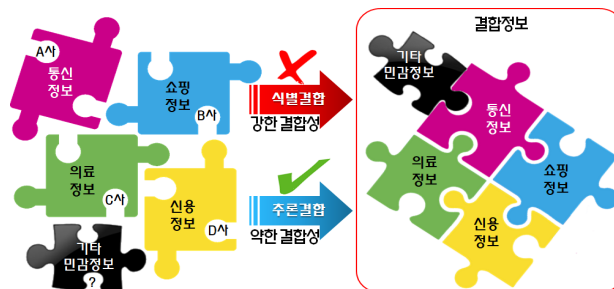 A사
통신
정보
쇼핑
정보
B사
의료
정보
C사
신용
정보
D사
기타
민감정보
?
식별결합
강한 결합성
추론결합
약한 결합성
결합정보
기타
민감정보
통신
정보
쇼핑
정보
의료
정보
신용
정보